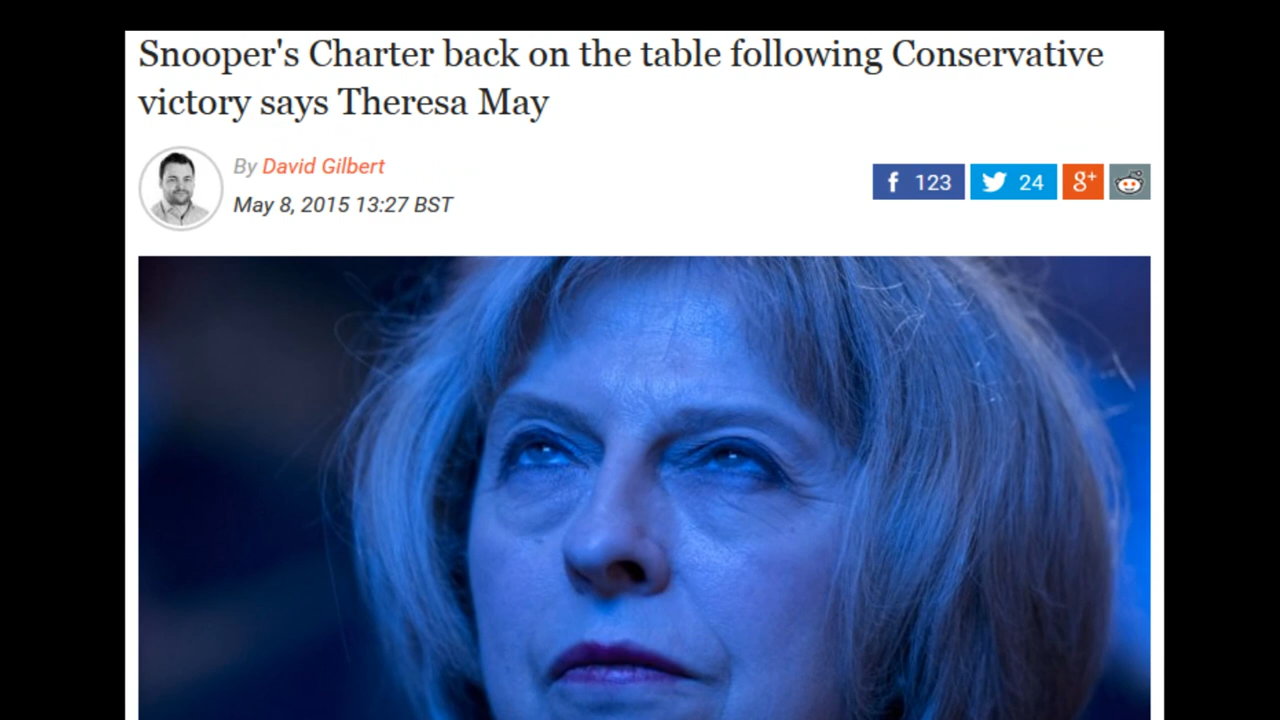 Snooper's Charter back on the table following Conservative
victory says Theresa May
By David Gilbert
May 8, 2015 13:27 BST
f 123
24
g+